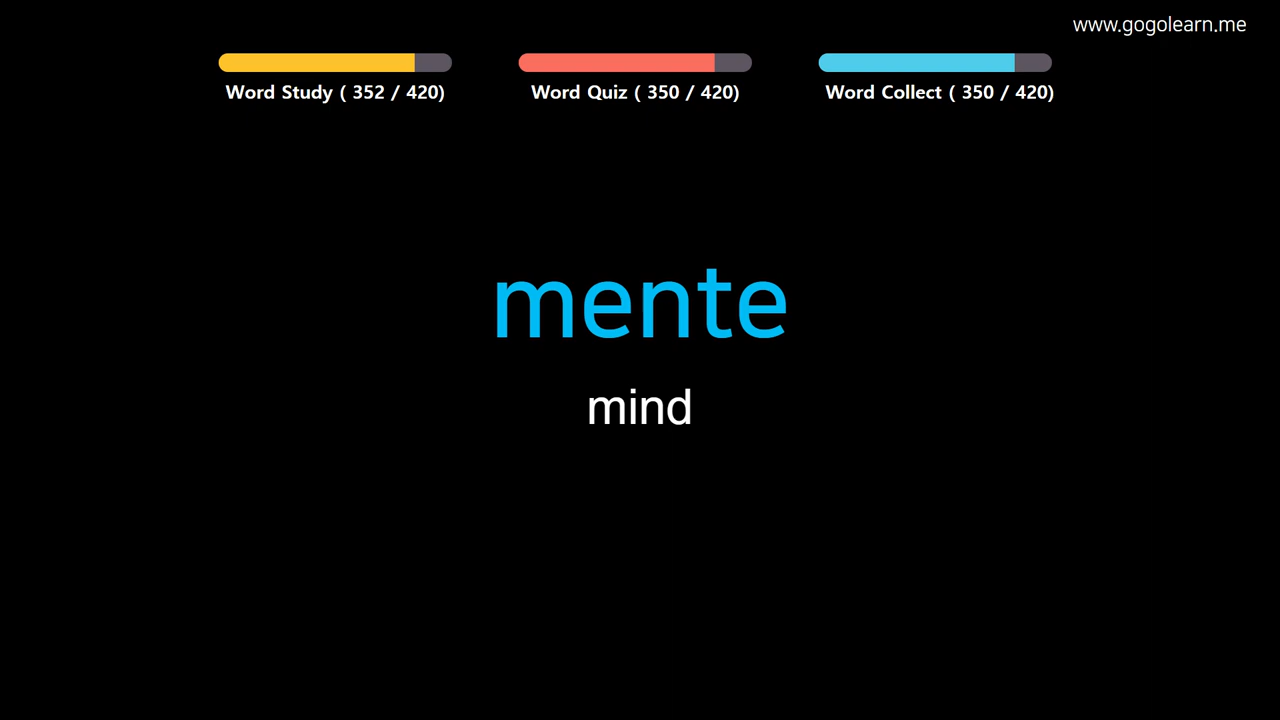 www.gogolearn.me
Word Study ( 352 / 420)
Word Quiz ( 350 / 420)
Word Collect ( 350 / 420)
mente
mind